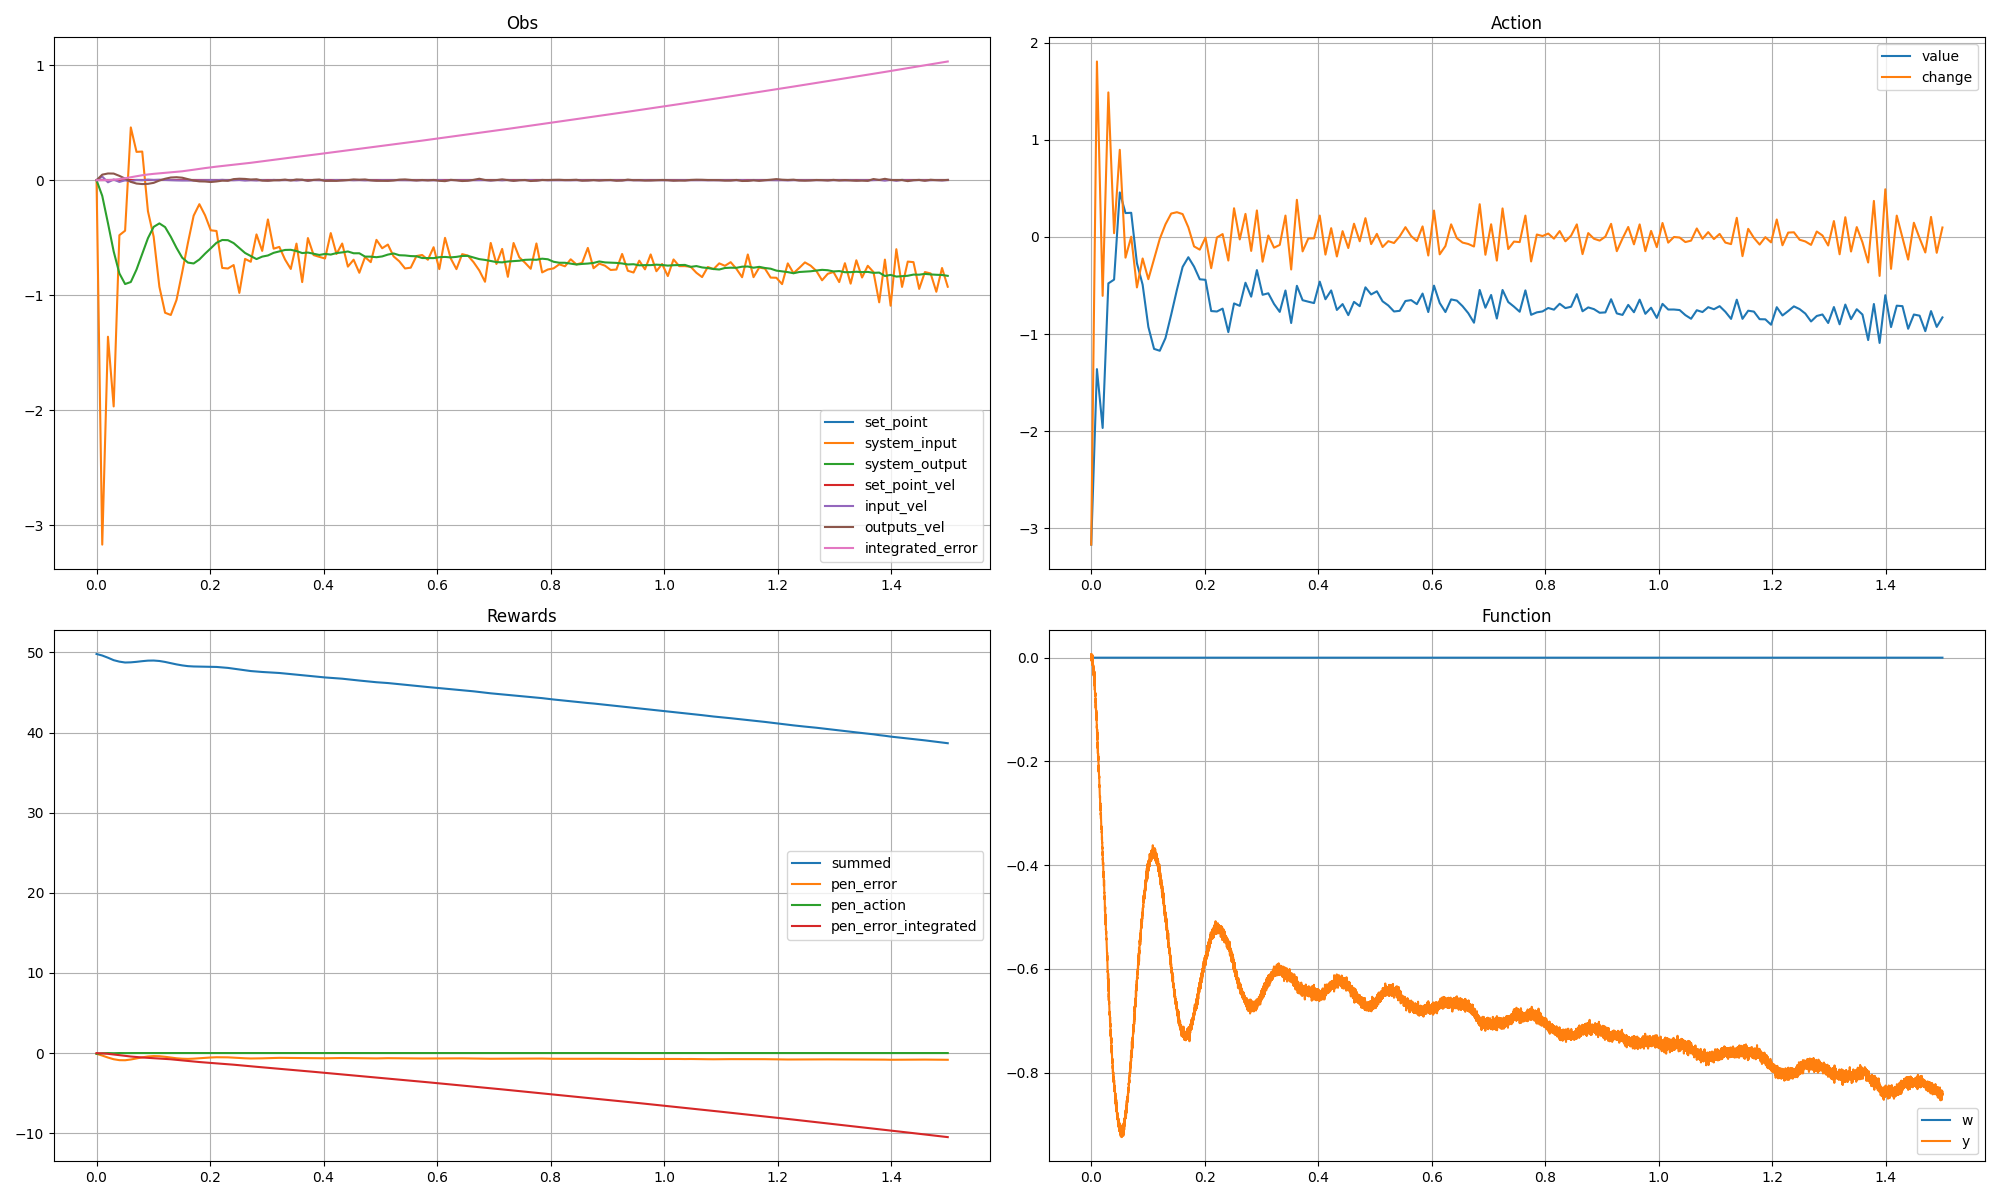 Obs
1
0
−1
−2
−3
0.0 0.2 0.4 0.6 0.8 1.0 1.2 1.4
set_point
system_input
system_output
set_point_vel
input_vel
outputs_vel
integrated_error
Action
2
1
0
−1
−2
−3
0.0 0.2 0.4 0.6 0.8 1.0 1.2 1.4
value
change
Rewards
50
40
30
20
10
0
−10
0.0 0.2 0.4 0.6 0.8 1.0 1.2 1.4
summed
pen_error
pen_action
pen_error_integrated
Function
0.0
−0.2
−0.4
−0.6
−0.8
0.0 0.2 0.4 0.6 0.8 1.0 1.2 1.4
w
y